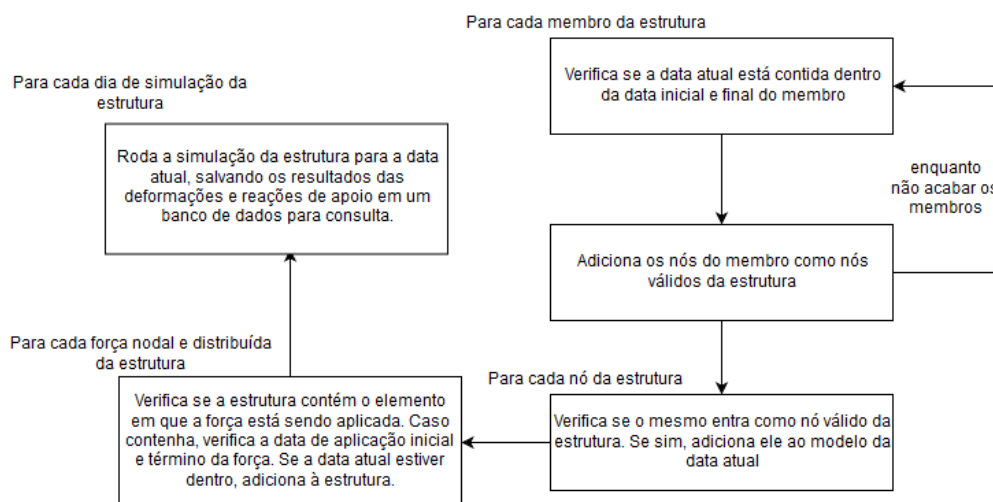 Para cada membro da estrutura
Verifica se a data atual está contida dentro
da data inicial e final do membro
enquanto
não acabar os
membros
Adiciona os nós do membro como nós
válidos da estrutura
Para cada nó da estrutura
Verifica se o mesmo entra como nó válido da
estrutura. Se sim, adiciona ele ao modelo da
data atual
Para cada força nodal e distribuída
da estrutura
Verifica se a estrutura contém o elemento
em que a força está sendo aplicada. Caso
contenha, verifica a data de aplicação inicial
e término da força. Se a data atual estiver
dentro, adiciona à estrutura.
Para cada dia de simulação da
estrutura
Roda a simulação da estrutura para a data
atual, salvando os resultados das
deformações e reações de apoio em um
banco de dados para consulta.